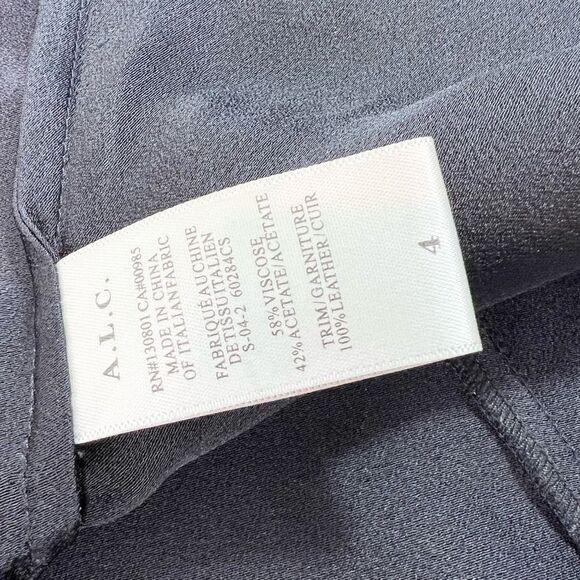 A.L.C.
RN#130801 CA#00985
MADE IN CHINA
OF ITALIAN FABRIC
FABRIQUÉ AU CHINE
DE TISSU ITALIEN
S-04-2 60284CS
58% VISCOSE
42% ACETATE/ACETATE
TRIM/GARNITURE
100% LEATHER/CUIR
4